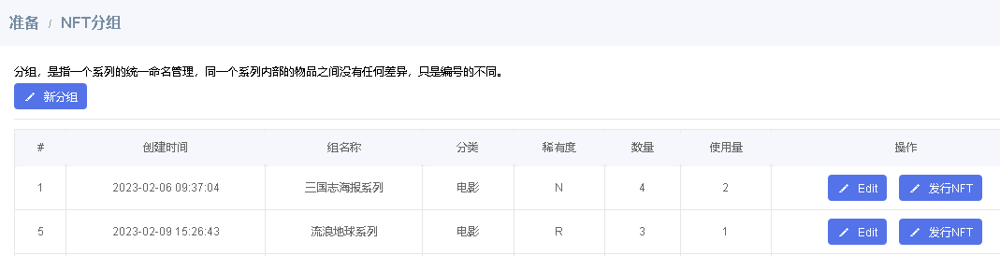 准备 / NFT分组
分组，是指一个系列的统一命名管理，同一个系列内部的物品之间没有任何差异，只是编号的不同。
新分组
# 创建时间 组名称 分类 稀有度 数量 使用量 操作
1 2023-02-06 09:37:04 三国志海报系列 电影 N 4 2 Edit 发行NFT
5 2023-02-09 15:26:43 流浪地球系列 电影 R 3 1 Edit 发行NFT